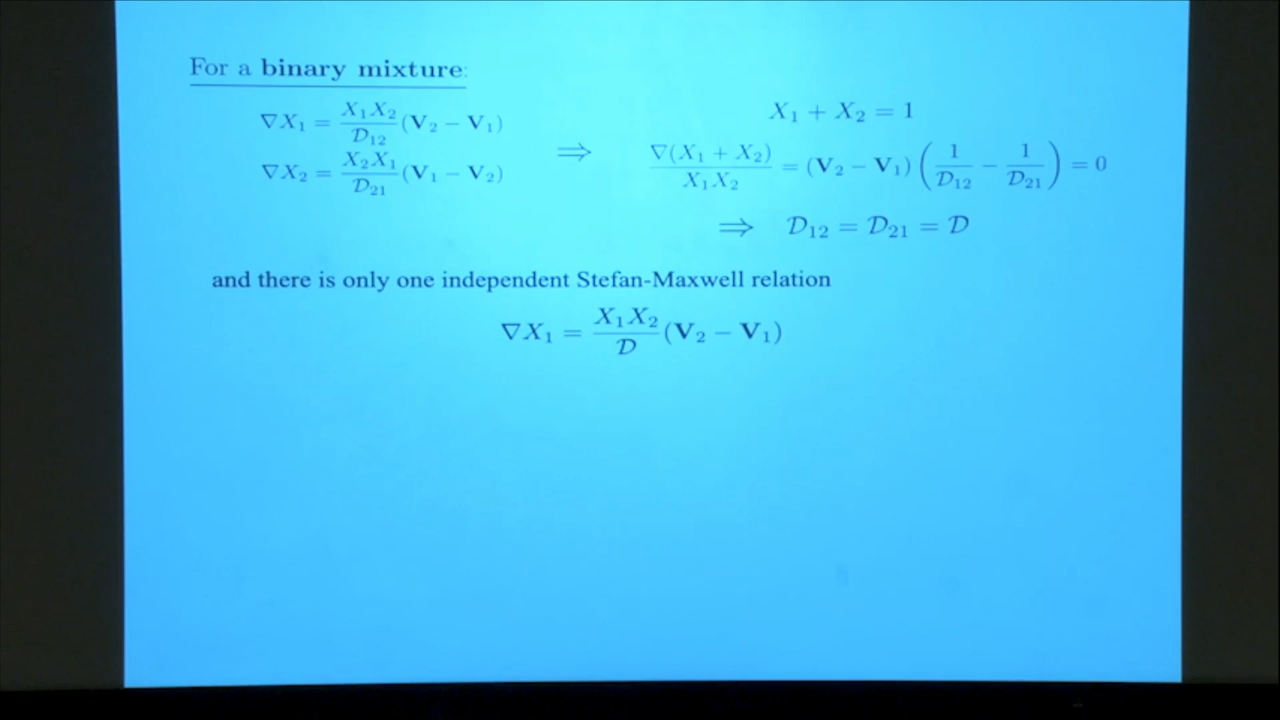 For a binary mixture:
∇X₁ = X₁X₂/𝒟₁₂ (V₂ − V₁)
∇X₂ = X₂X₁/𝒟₂₁ (V₁ − V₂)
⇒
X₁ + X₂ = 1
∇(X₁ + X₂)/X₁X₂ = (V₂ − V₁) (1/𝒟₁₂ − 1/𝒟₂₁) = 0
⇒ 𝒟₁₂ = 𝒟₂₁ = 𝒟
and there is only one independent Stefan-Maxwell relation
∇X₁ = X₁X₂/𝒟 (V₂ − V₁)